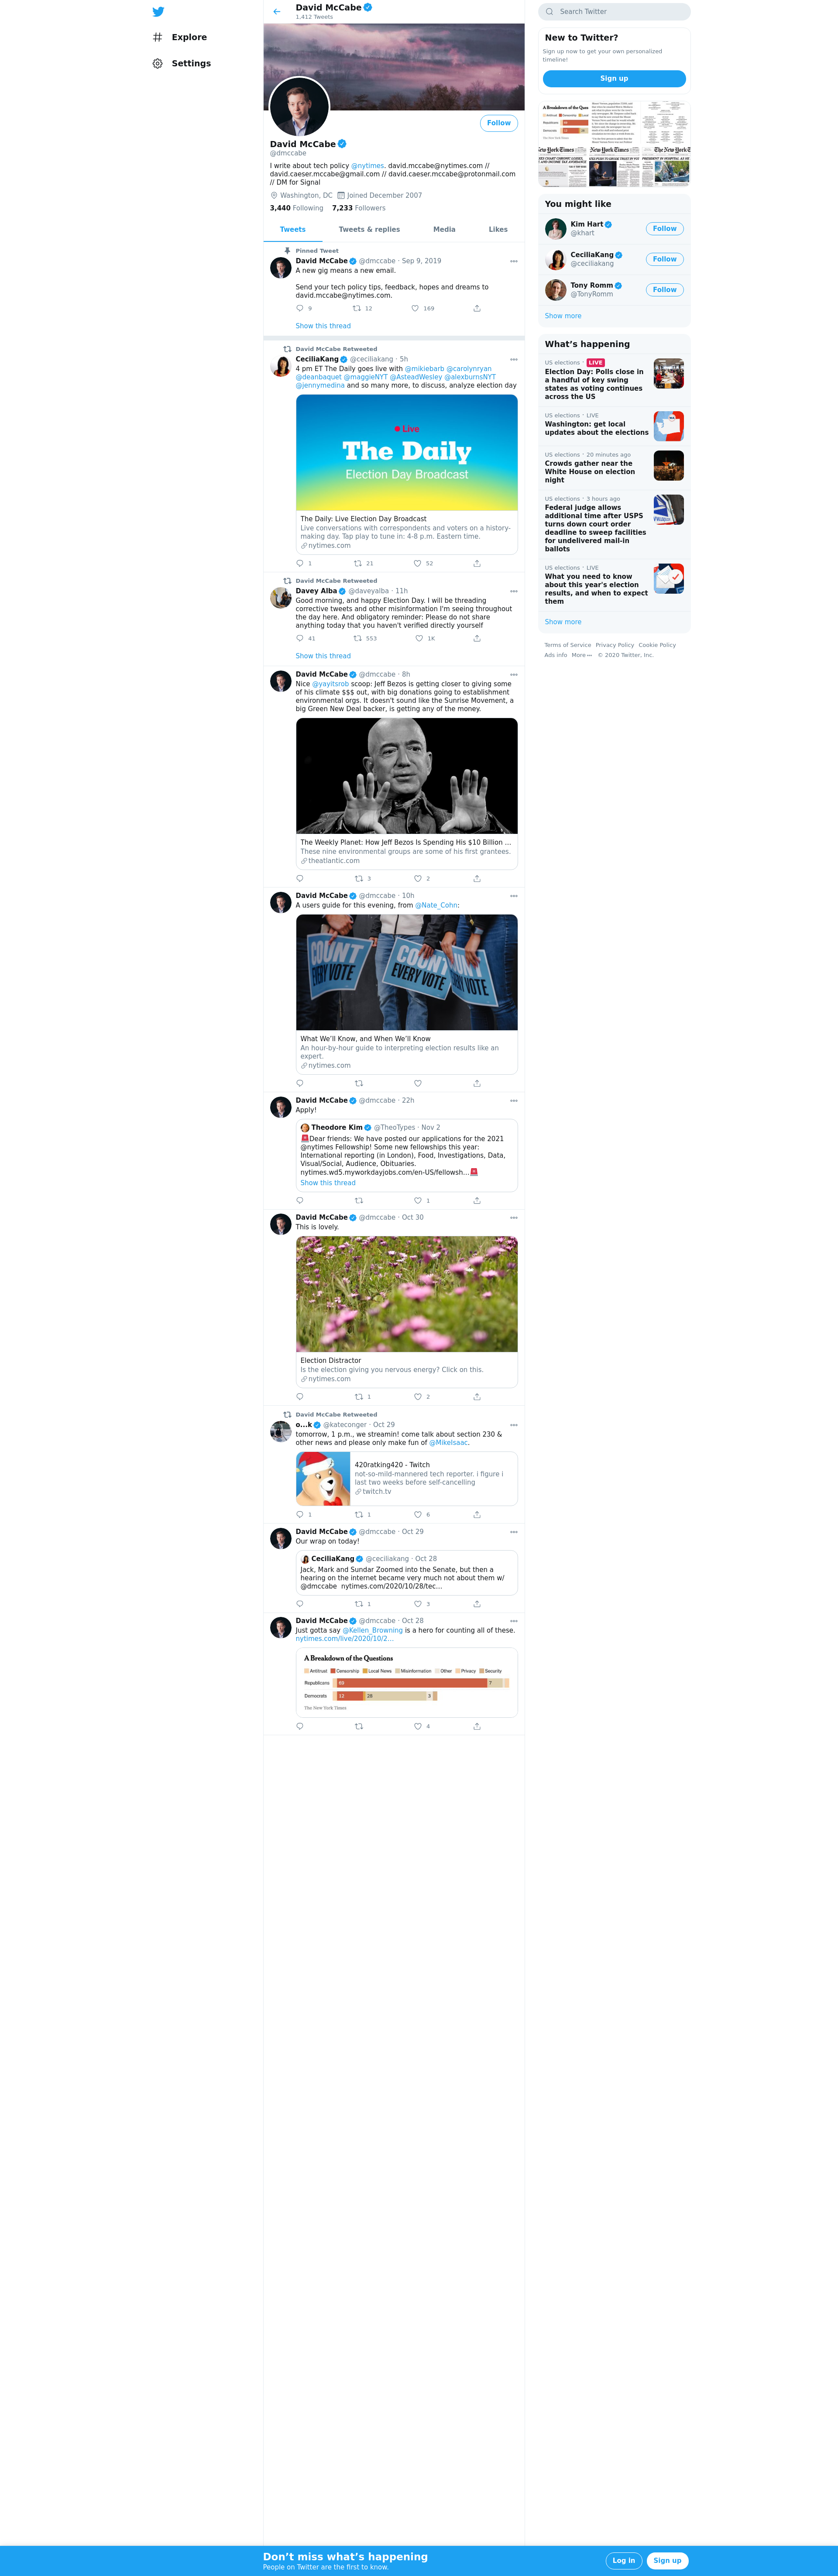 Explore
Settings
David McCabe
1,412 Tweets
Follow
David McCabe
@dmccabe
I write about tech policy @nytimes. david.mccabe@nytimes.com //
david.caeser.mccabe@gmail.com // david.caeser.mccabe@protonmail.com
// DM for Signal
Washington, DC Joined December 2007
3,440 Following 7,233 Followers
Tweets Tweets & replies Media Likes
Pinned Tweet
David McCabe @dmccabe · Sep 9, 2019
A new gig means a new email.
Send your tech policy tips, feedback, hopes and dreams to
david.mccabe@nytimes.com.
9 12 169
Show this thread
David McCabe Retweeted
CeciliaKang @ceciliakang · 5h
4 pm ET The Daily goes live with @mikiebarb @carolynryan
@deanbaquet @maggieNYT @AsteadWesley @alexburnsNYT
@jennymedina and so many more, to discuss, analyze election day
Live
The Daily
Election Day Broadcast
The Daily: Live Election Day Broadcast
Live conversations with correspondents and voters on a history-
making day. Tap play to tune in: 4-8 p.m. Eastern time.
nytimes.com
1 21 52
David McCabe Retweeted
Davey Alba @daveyalba · 11h
Good morning, and happy Election Day. I will be threading
corrective tweets and other misinformation I'm seeing throughout
the day here. And obligatory reminder: Please do not share
anything today that you haven't verified directly yourself
41 553 1K
Show this thread
David McCabe @dmccabe · 8h
Nice @yayitsrob scoop: Jeff Bezos is getting closer to giving some
of his climate $$$ out, with big donations going to establishment
environmental orgs. It doesn't sound like the Sunrise Movement, a
big Green New Deal backer, is getting any of the money.
The Weekly Planet: How Jeff Bezos Is Spending His $10 Billion ...
These nine environmental groups are some of his first grantees.
theatlantic.com
3 2
David McCabe @dmccabe · 10h
A users guide for this evening, from @Nate_Cohn:
COUNT
EVERY VOTE
COUNT
EVERY VOTE
What We'll Know, and When We'll Know
An hour-by-hour guide to interpreting election results like an
expert.
nytimes.com
David McCabe @dmccabe · 22h
Apply!
Theodore Kim @TheoTypes · Nov 2
Dear friends: We have posted our applications for the 2021
@nytimes Fellowship! Some new fellowships this year:
International reporting (in London), Food, Investigations, Data,
Visual/Social, Audience, Obituaries.
nytimes.wd5.myworkdayjobs.com/en-US/fellowsh...
Show this thread
1
David McCabe @dmccabe · Oct 30
This is lovely.
Election Distractor
Is the election giving you nervous energy? Click on this.
nytimes.com
1 2
David McCabe Retweeted
o...k @kateconger · Oct 29
tomorrow, 1 p.m., we streamin! come talk about section 230 &
other news and please only make fun of @MikeIsaac.
420ratking420 - Twitch
not-so-mild-mannered tech reporter. i figure i
last two weeks before self-cancelling
twitch.tv
1 1 6
David McCabe @dmccabe · Oct 29
Our wrap on today!
CeciliaKang @ceciliakang · Oct 28
Jack, Mark and Sundar Zoomed into the Senate, but then a
hearing on the internet became very much not about them w/
@dmccabe nytimes.com/2020/10/28/tec...
1 3
David McCabe @dmccabe · Oct 28
Just gotta say @Kellen_Browning is a hero for counting all of these.
nytimes.com/live/2020/10/2...
A Breakdown of the Questions
Antitrust Censorship Local News Misinformation Other Privacy Security
Republicans 7
Democrats 12 28 3
The New York Times
4
Search Twitter
New to Twitter?
Sign up now to get your own personalized
timeline!
Sign up
You might like
Kim Hart
@khart
Follow
CeciliaKang
@ceciliakang
Follow
Tony Romm
@TonyRomm
Follow
Show more
What's happening
US elections · LIVE
Election Day: Polls close in
a handful of key swing
states as voting continues
across the US
US elections · LIVE
Washington: get local
updates about the elections
US elections · 20 minutes ago
Crowds gather near the
White House on election
night
US elections · 3 hours ago
Federal judge allows
additional time after USPS
turns down court order
deadline to sweep facilities
for undelivered mail-in
ballots
US elections · LIVE
What you need to know
about this year's election
results, and when to expect
them
Show more
Terms of Service Privacy Policy Cookie Policy
Ads info More ••• © 2020 Twitter, Inc.
Don't miss what's happening
People on Twitter are the first to know.
Log in Sign up